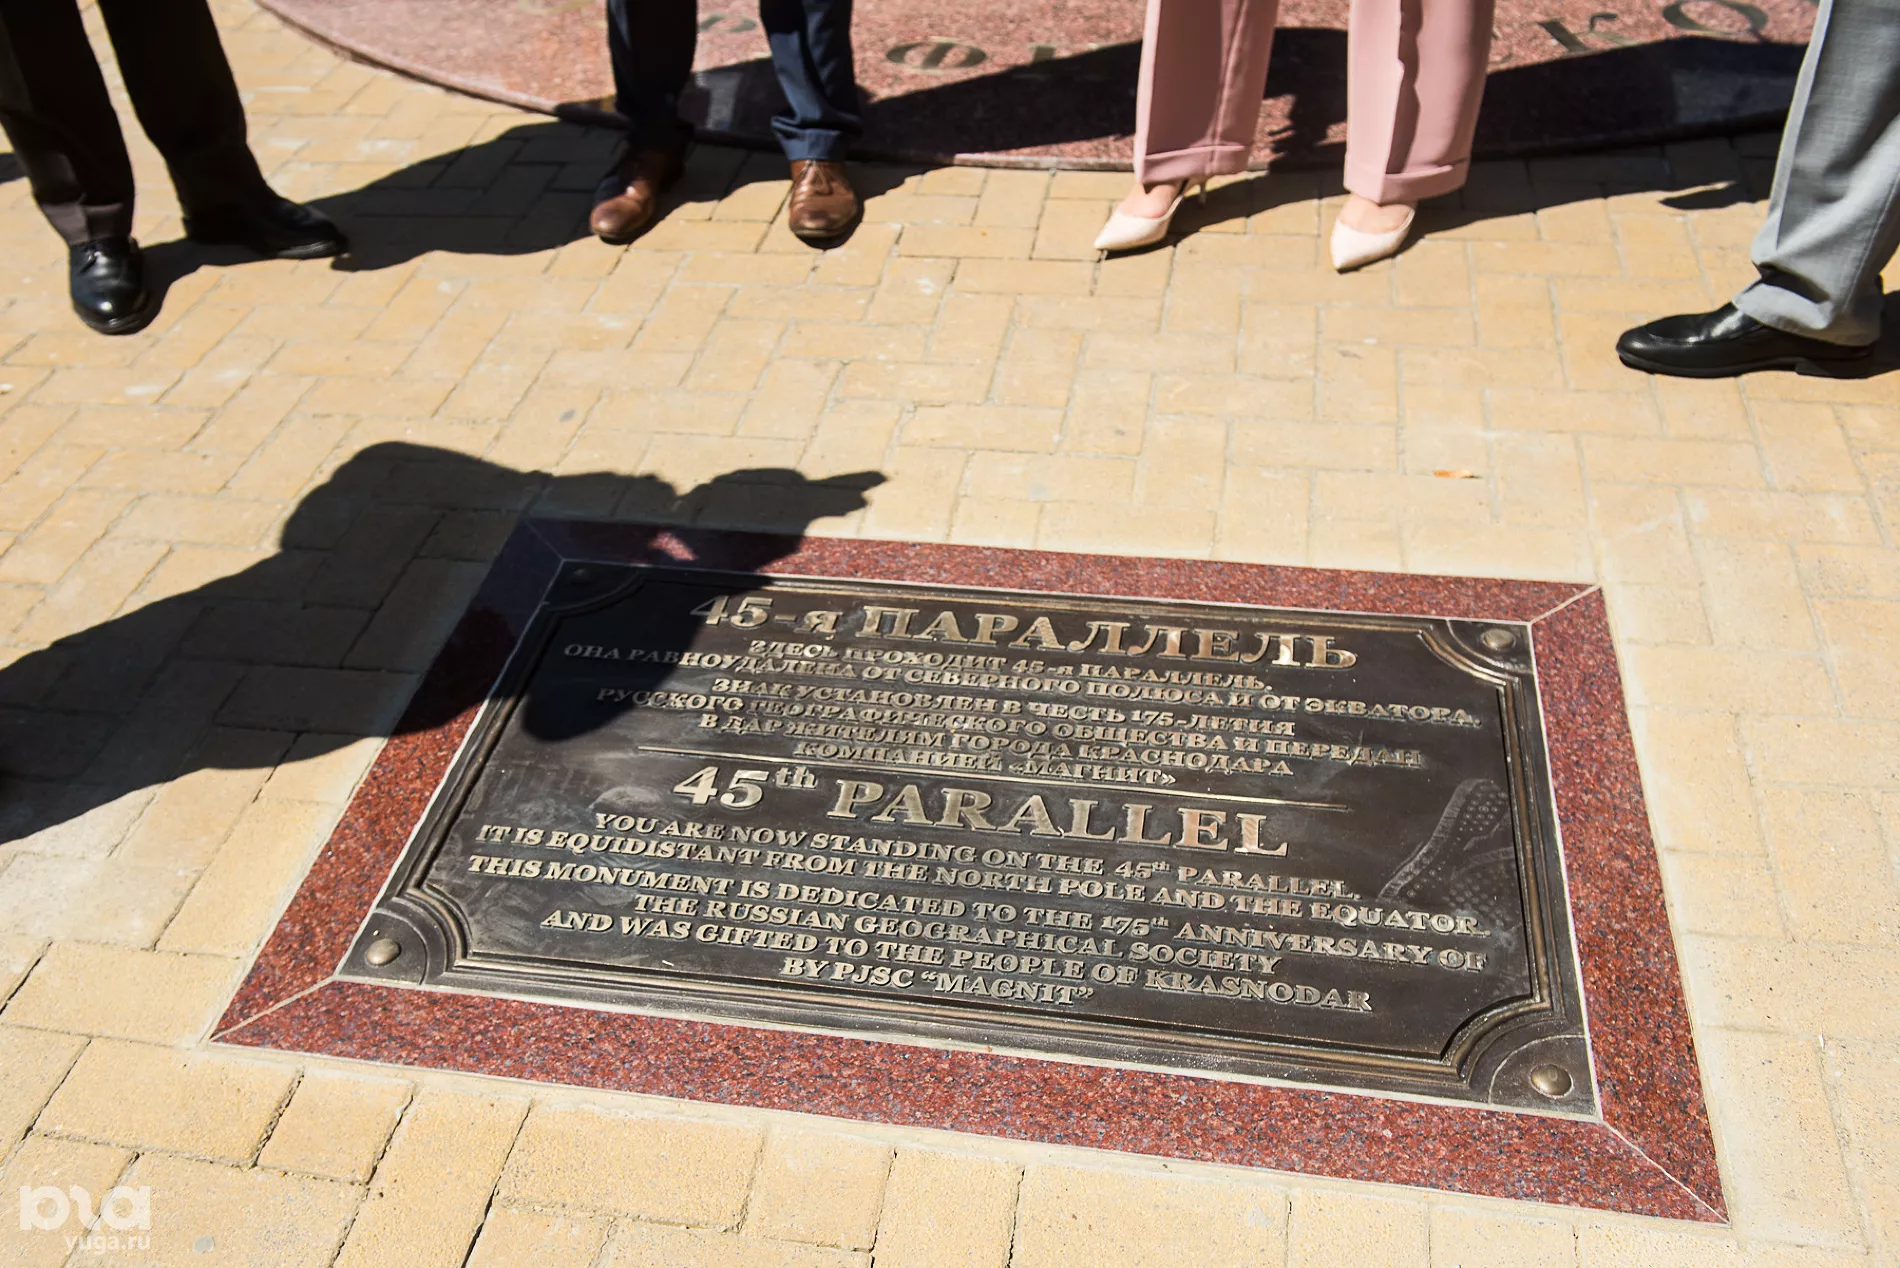 45-я ПАРАЛЛЕЛЬ
ЗДЕСЬ ПРОХОДИТ 45-я ПАРАЛЛЕЛЬ.
ОНА РАВНОУДАЛЕНА ОТ СЕВЕРНОГО ПОЛЮСА И ОТ ЭКВАТОРА.
ЗНАК УСТАНОВЛЕН В ЧЕСТЬ 175-ЛЕТИЯ
РУССКОГО ГЕОГРАФИЧЕСКОГО ОБЩЕСТВА И ПЕРЕДАН
В ДАР ЖИТЕЛЯМ ГОРОДА КРАСНОДАРА
КОМПАНИЕЙ «МАГНИТ»
45th PARALLEL
YOU ARE NOW STANDING ON THE 45th PARALLEL.
IT IS EQUIDISTANT FROM THE NORTH POLE AND THE EQUATOR.
THIS MONUMENT IS DEDICATED TO THE 175th ANNIVERSARY OF
THE RUSSIAN GEOGRAPHICAL SOCIETY
AND WAS GIFTED TO THE PEOPLE OF KRASNODAR
BY PJSC “MAGNIT”
yuga.ru